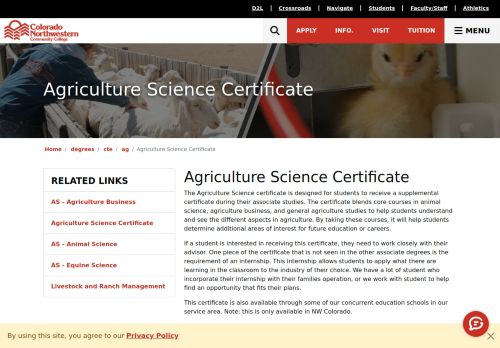 D2L | Crossroads | Navigate | Students | Faculty/Staff | Athletics
Colorado
Northwestern
Community College
APPLY INFO. VISIT TUITION MENU
Agriculture Science Certificate
Home / degrees / cte / ag / Agriculture Science Certificate
RELATED LINKS
AS - Agriculture Business
Agriculture Science Certificate
AS - Animal Science
AS - Equine Science
Livestock and Ranch Management
Agriculture Science Certificate
The Agriculture Science certificate is designed for students to receive a supplemental
certificate during their associate studies. The certificate blends core courses in animal
science, agriculture business, and general agriculture studies to help students understand
and see the different aspects in agriculture. By taking these courses, it will help students
determine additional areas of interest for future education or careers.
If a student is interested in receiving this certificate, they need to work closely with their
advisor. One piece of the certificate that is not seen in the other associate degrees is the
requirement of an internship. This internship allows students to apply what there are
learning in the classroom to the industry of their choice. We have a lot of student who
incorporate their internship with their families operation, or we work with student to help
find an opportunity that fits their plans.
This certificate is also available through some of our concurrent education schools in our
service area. Note: this is only available in NW Colorado.
By using this site, you agree to our Privacy Policy
×